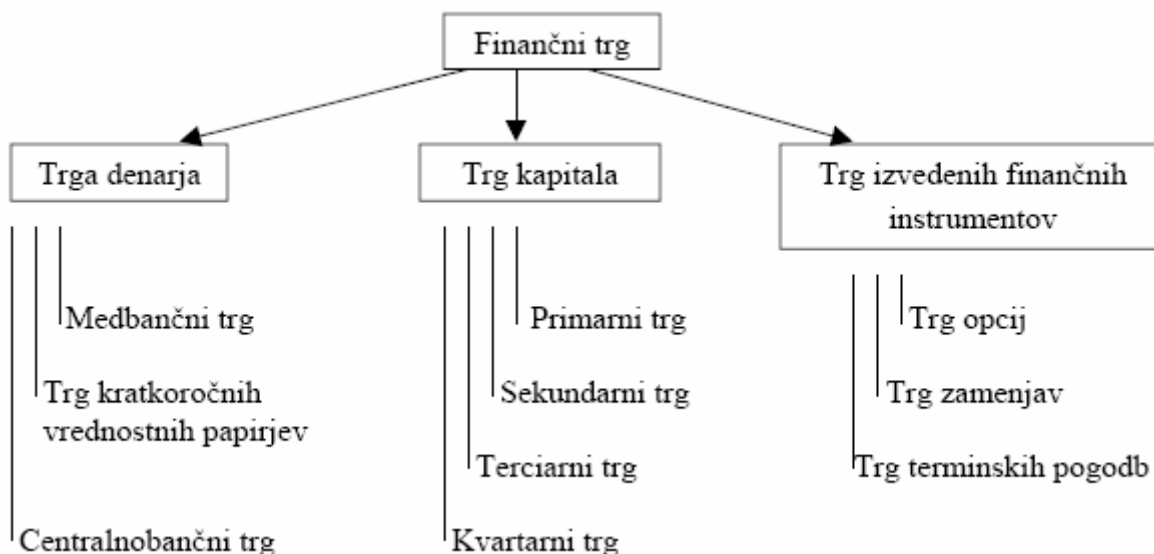 Finančni trg
Trga denarja
Trg kapitala
Trg izvedenih finančnih
instrumentov
Medbančni trg
Trg kratkoročnih
vrednostnih papirjev
Centralnobančni trg
Primarni trg
Sekundarni trg
Terciarni trg
Kvartarni trg
Trg opcij
Trg zamenjav
Trg terminskih pogodb